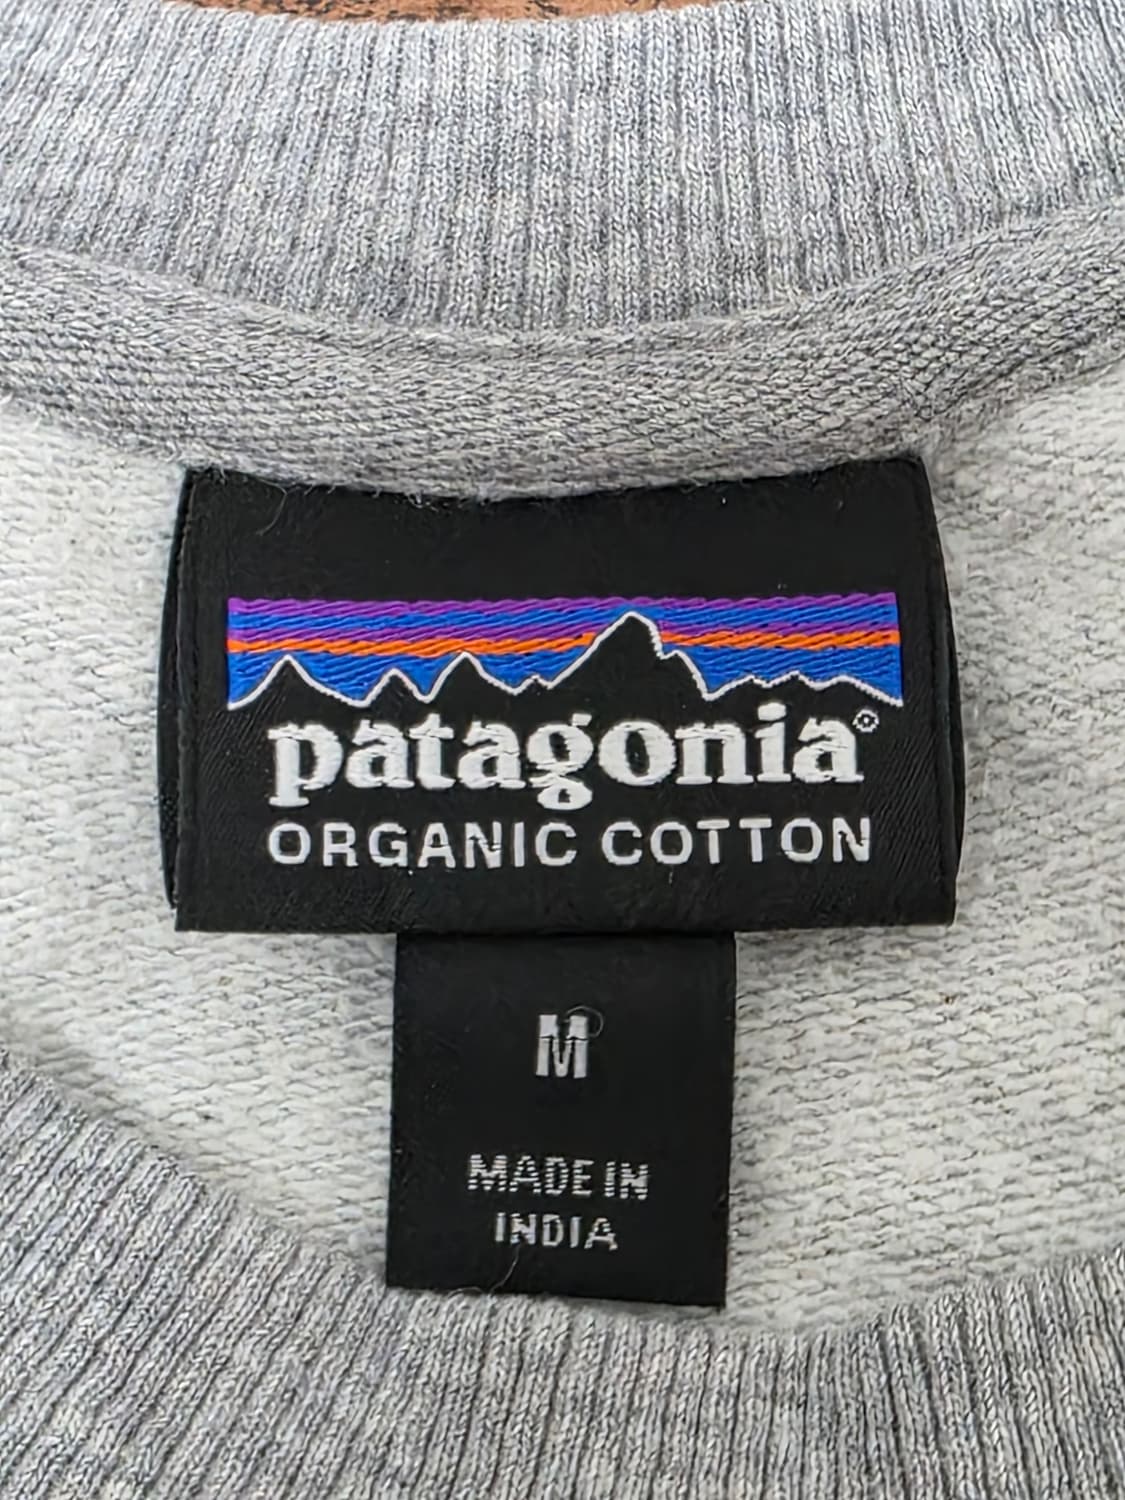 patagonia®
ORGANIC COTTON
M
MADE IN
INDIA